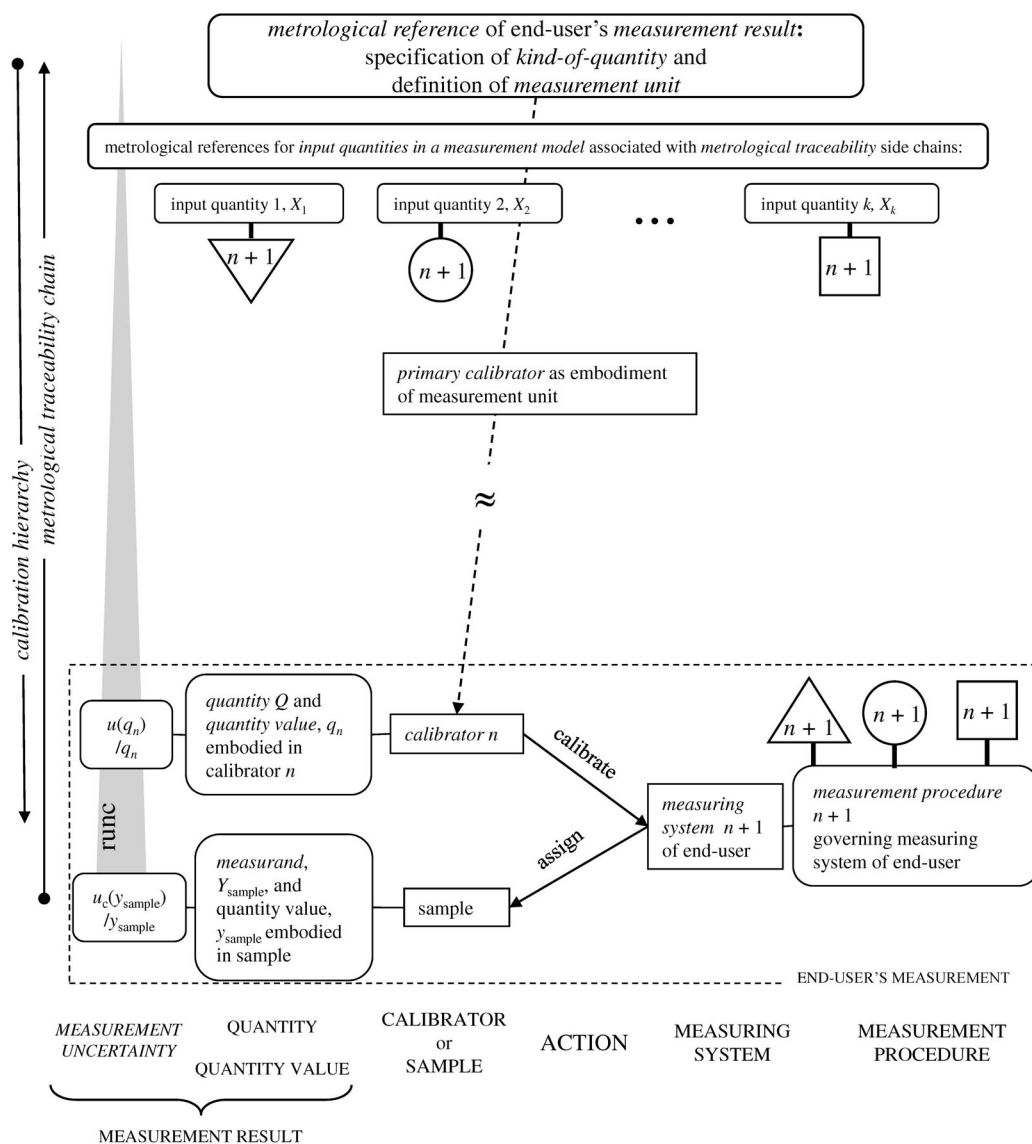 metrological reference of end-user's measurement result:
specification of kind-of-quantity and
definition of measurement unit
metrological references for input quantities in a measurement model associated with metrological traceability side chains:
input quantity 1, X₁
input quantity 2, X₂
...
input quantity k, Xₖ
n + 1
n + 1
n + 1
primary calibrator as embodiment
of measurement unit
≈
calibration hierarchy
metrological traceability chain
u(qₙ)
/qₙ
quantity Q and
quantity value, qₙ
embodied in
calibrator n
calibrator n
calibrate
n + 1
n + 1
n + 1
measuring
system n + 1
of end-user
measurement procedure
n + 1
governing measuring
system of end-user
runc
assign
u_c(y_sample)
/y_sample
measurand,
Y_sample, and
quantity value,
y_sample embodied
in sample
sample
END-USER'S MEASUREMENT
MEASUREMENT
UNCERTAINTY
QUANTITY
QUANTITY VALUE
CALIBRATOR
or
SAMPLE
ACTION
MEASURING
SYSTEM
MEASUREMENT
PROCEDURE
MEASUREMENT RESULT